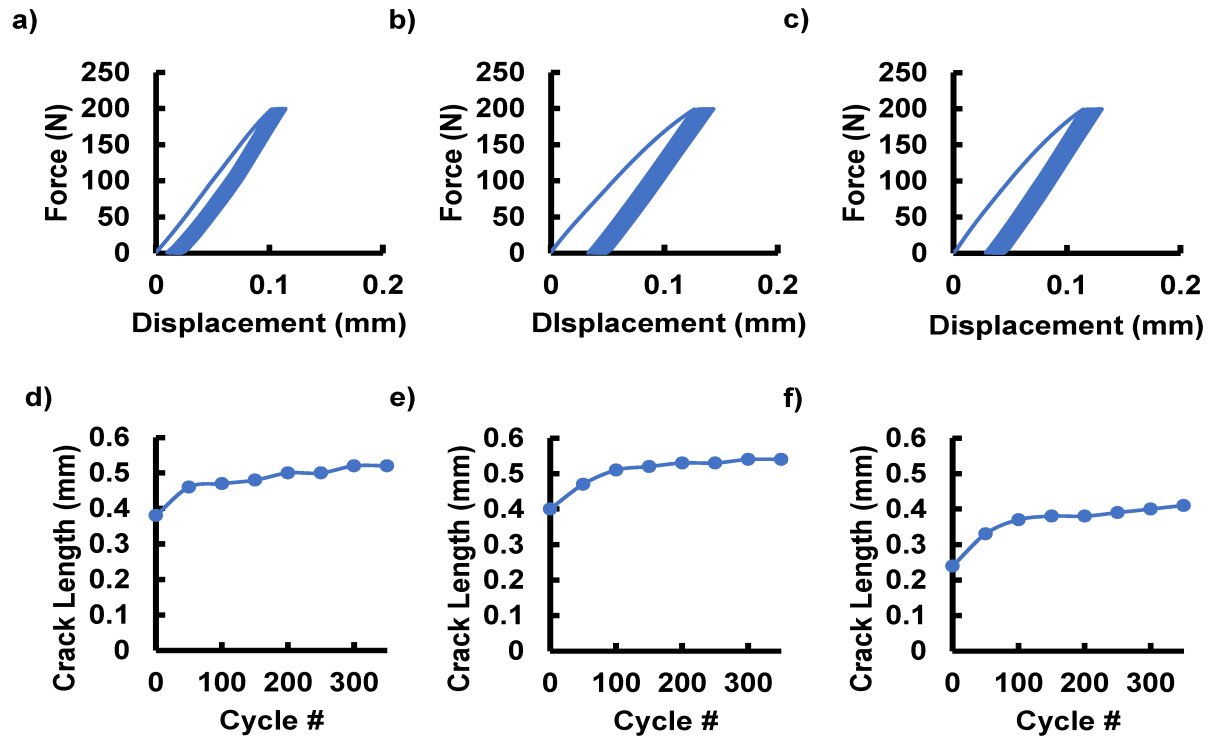 a)
b)
c)
Force (N)
250
200
150
100
50
0
0 0.1 0.2
Displacement (mm)
Force (N)
250
200
150
100
50
0
0 0.1 0.2
DIsplacement (mm)
Force (N)
250
200
150
100
50
0
0 0.1 0.2
Displacement (mm)
d)
e)
f)
Crack Length (mm)
0.6
0.5
0.4
0.3
0.2
0.1
0
0 100 200 300
Cycle #
Crack Length (mm)
0.6
0.5
0.4
0.3
0.2
0.1
0
0 100 200 300
Cycle #
Crack Length (mm)
0.6
0.5
0.4
0.3
0.2
0.1
0
0 100 200 300
Cycle #